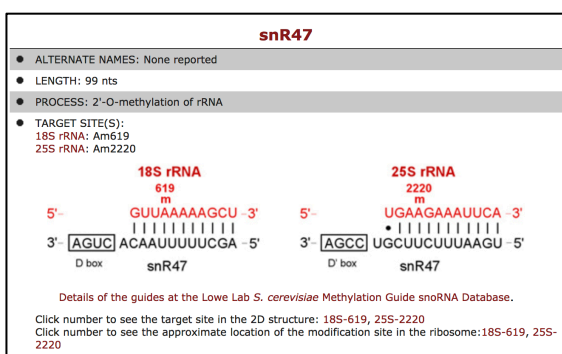 snR47
ALTERNATE NAMES: None reported
LENGTH: 99 nts
PROCESS: 2'-O-methylation of rRNA
TARGET SITE(S):
18S rRNA: Am619
25S rRNA: Am2220
18S rRNA
619
m
5'- GUUAAAAAGCU -3'
3'- AGUC ACAAUUUUUCGA - 5'
D box snR47
25S rRNA
2220
m
5'- UGAAGAAAUUCA - 3'
3'- AGCC UGCUUCUUUAAGU - 5'
D' box snR47
Details of the guides at the Lowe Lab S. cerevisiae Methylation Guide snoRNA Database.
Click number to see the target site in the 2D structure: 18S-619, 25S-2220
Click number to see the approximate location of the modification site in the ribosome:18S-619, 25S-
2220